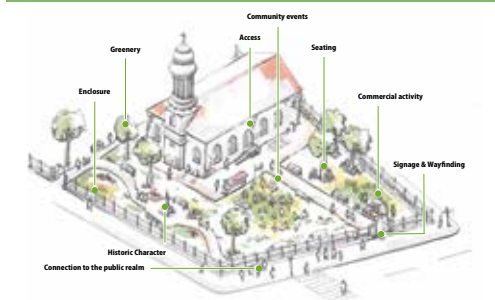 Community events
Access
Greenery
Seating
Enclosure
Commercial activity
Signage & Wayfinding
Historic Character
Connection to the public realm